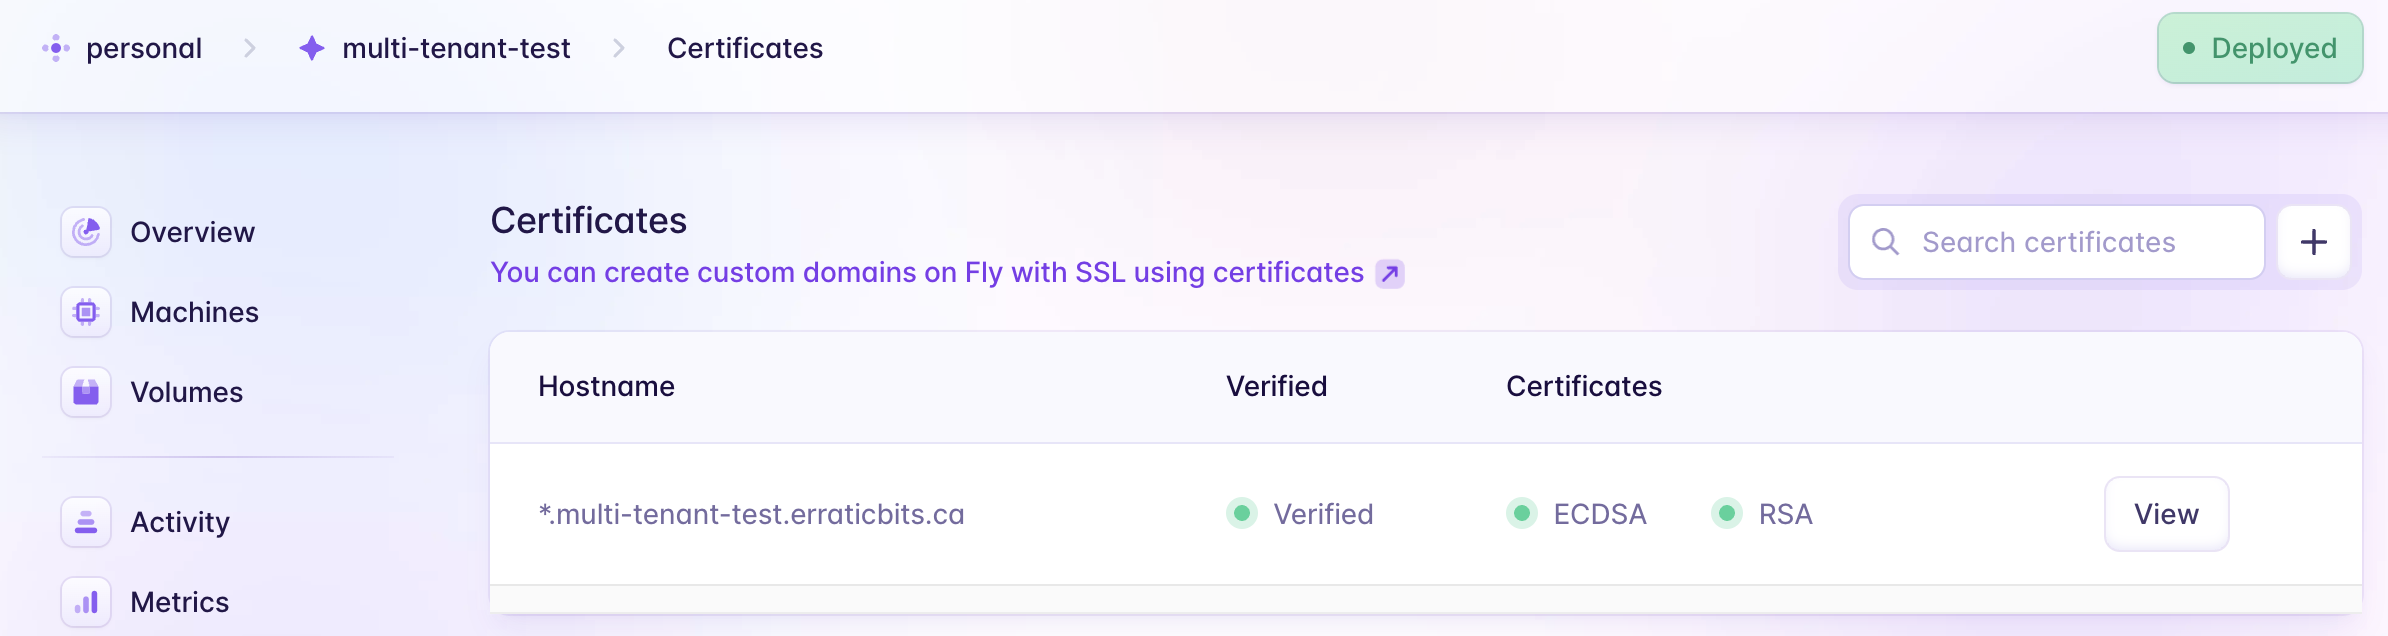 personal
multi-tenant-test
Certificates
Deployed
Overview
Machines
Volumes
Activity
Metrics
Certificates
You can create custom domains on Fly with SSL using certificates
Search certificates
Hostname
Verified
Certificates
*.multi-tenant-test.erraticbits.ca
Verified
ECDSA
RSA
View